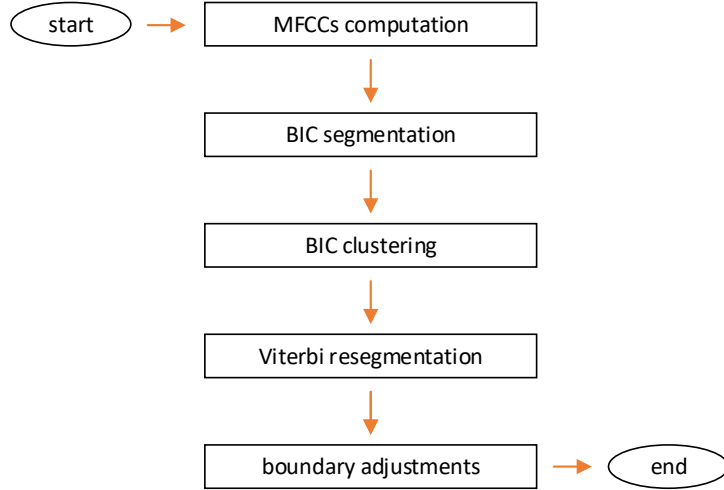 start
MFCCs computation
BIC segmentation
BIC clustering
Viterbi resegmentation
boundary adjustments
end